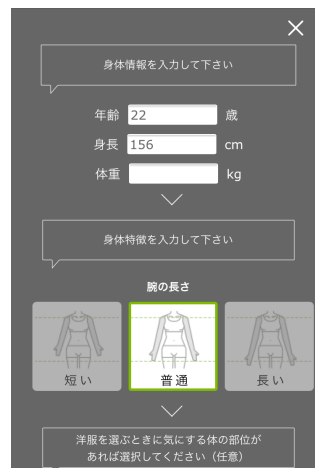 身体情報を入力して下さい
年齢 22 歳
身長 156 cm
体重 kg
身体特徴を入力して下さい
腕の長さ
短い 普通 長い
洋服を選ぶときに気にする体の部位が
あれば選択してください（任意）